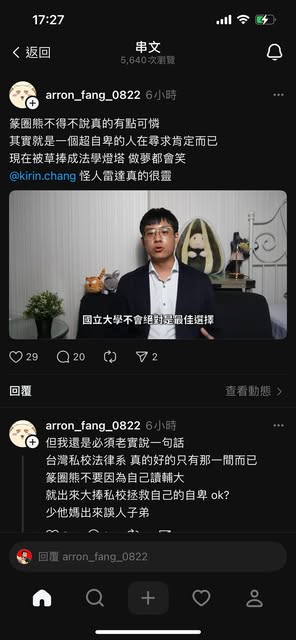 17:27
返回
串文
5,640次瀏覽
arron_fang_0822 6小時
篆圈熊不得不說真的有點可憐
其實就是一個超自卑的人在尋求肯定而已
現在被草捧成法學燈塔 做夢都會笑
@kirin.chang 怪人雷達真的很靈
國立大學不會絕對是最佳選擇
29 20 2
回覆
查看動態
arron_fang_0822 6小時
但我還是必須老實說一句話
台灣私校法律系 真的好的只有那一間而已
篆圈熊不要因為自己讀輔大
就出來大捧私校拯救自己的自卑 ok?
少他媽出來誤人子弟
回覆 arron_fang_0822